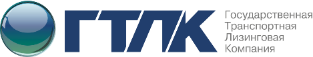 ГТЛК
Государственная
Транспортная
Лизинговая
Компания